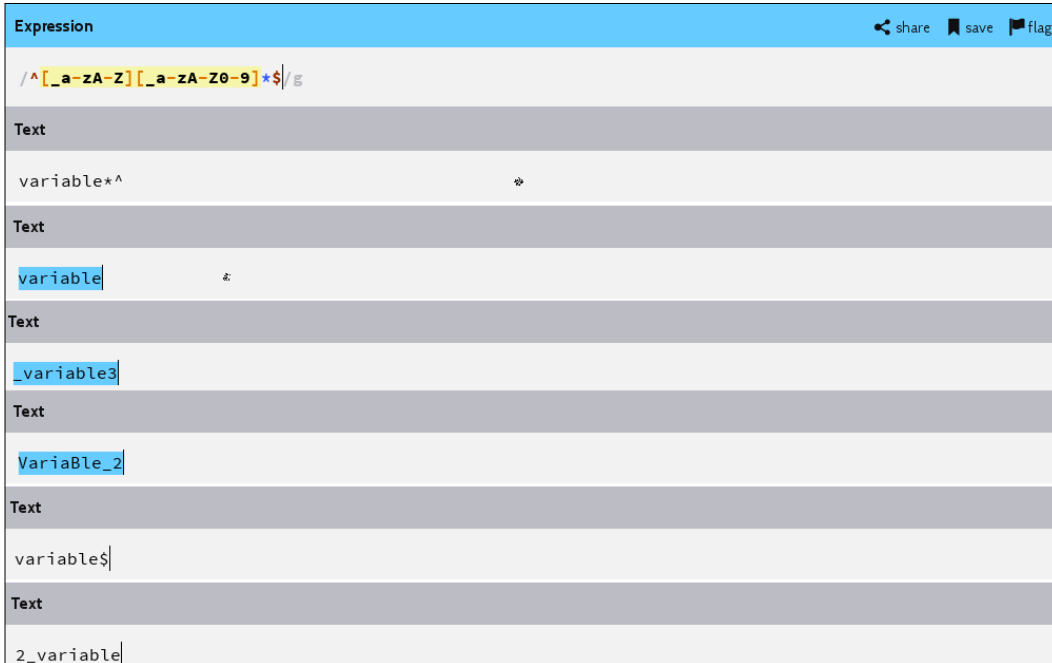 Expression share save flag
/^[_a-zA-Z][_a-zA-Z0-9]*$/g
Text
variable*^
Text
variable
Text
_variable3
Text
VariaBle_2
Text
variable$
Text
2_variable